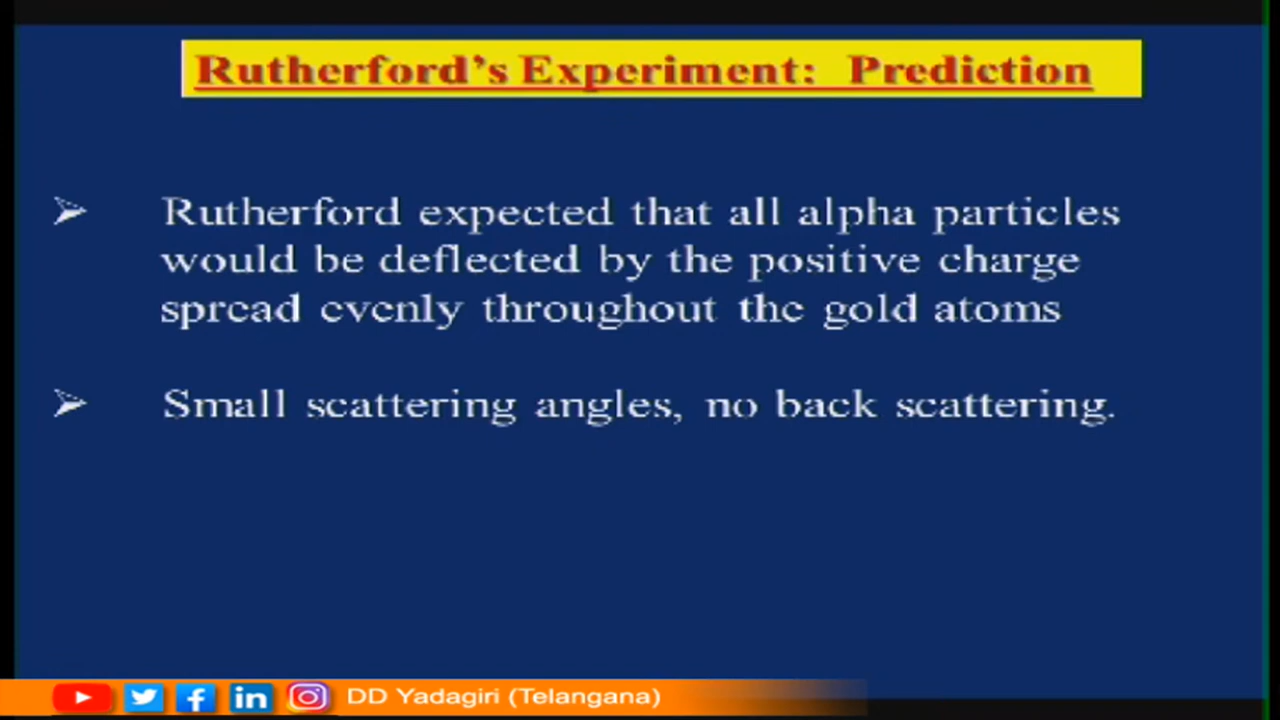 Rutherford's Experiment: Prediction
Rutherford expected that all alpha particles
would be deflected by the positive charge
spread evenly throughout the gold atoms
Small scattering angles, no back scattering.
DD Yadagiri (Telangana)